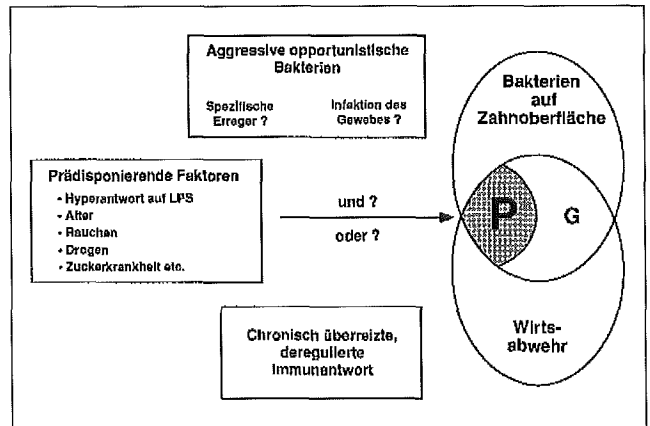 Aggressive opportunistische
Bakterien
Spezifische
Erreger ?
Infektion des
Gewebes ?
Prädisponierende Faktoren
• Hyperantwort auf LPS
• Alter
• Rauchen
• Drogen
• Zuckerkrankheit etc.
und ?
oder ?
Chronisch überreizte,
deregulierte
Immunantwort
Bakterien
auf
Zahnoberfläche
P
G
Wirts-
abwehr